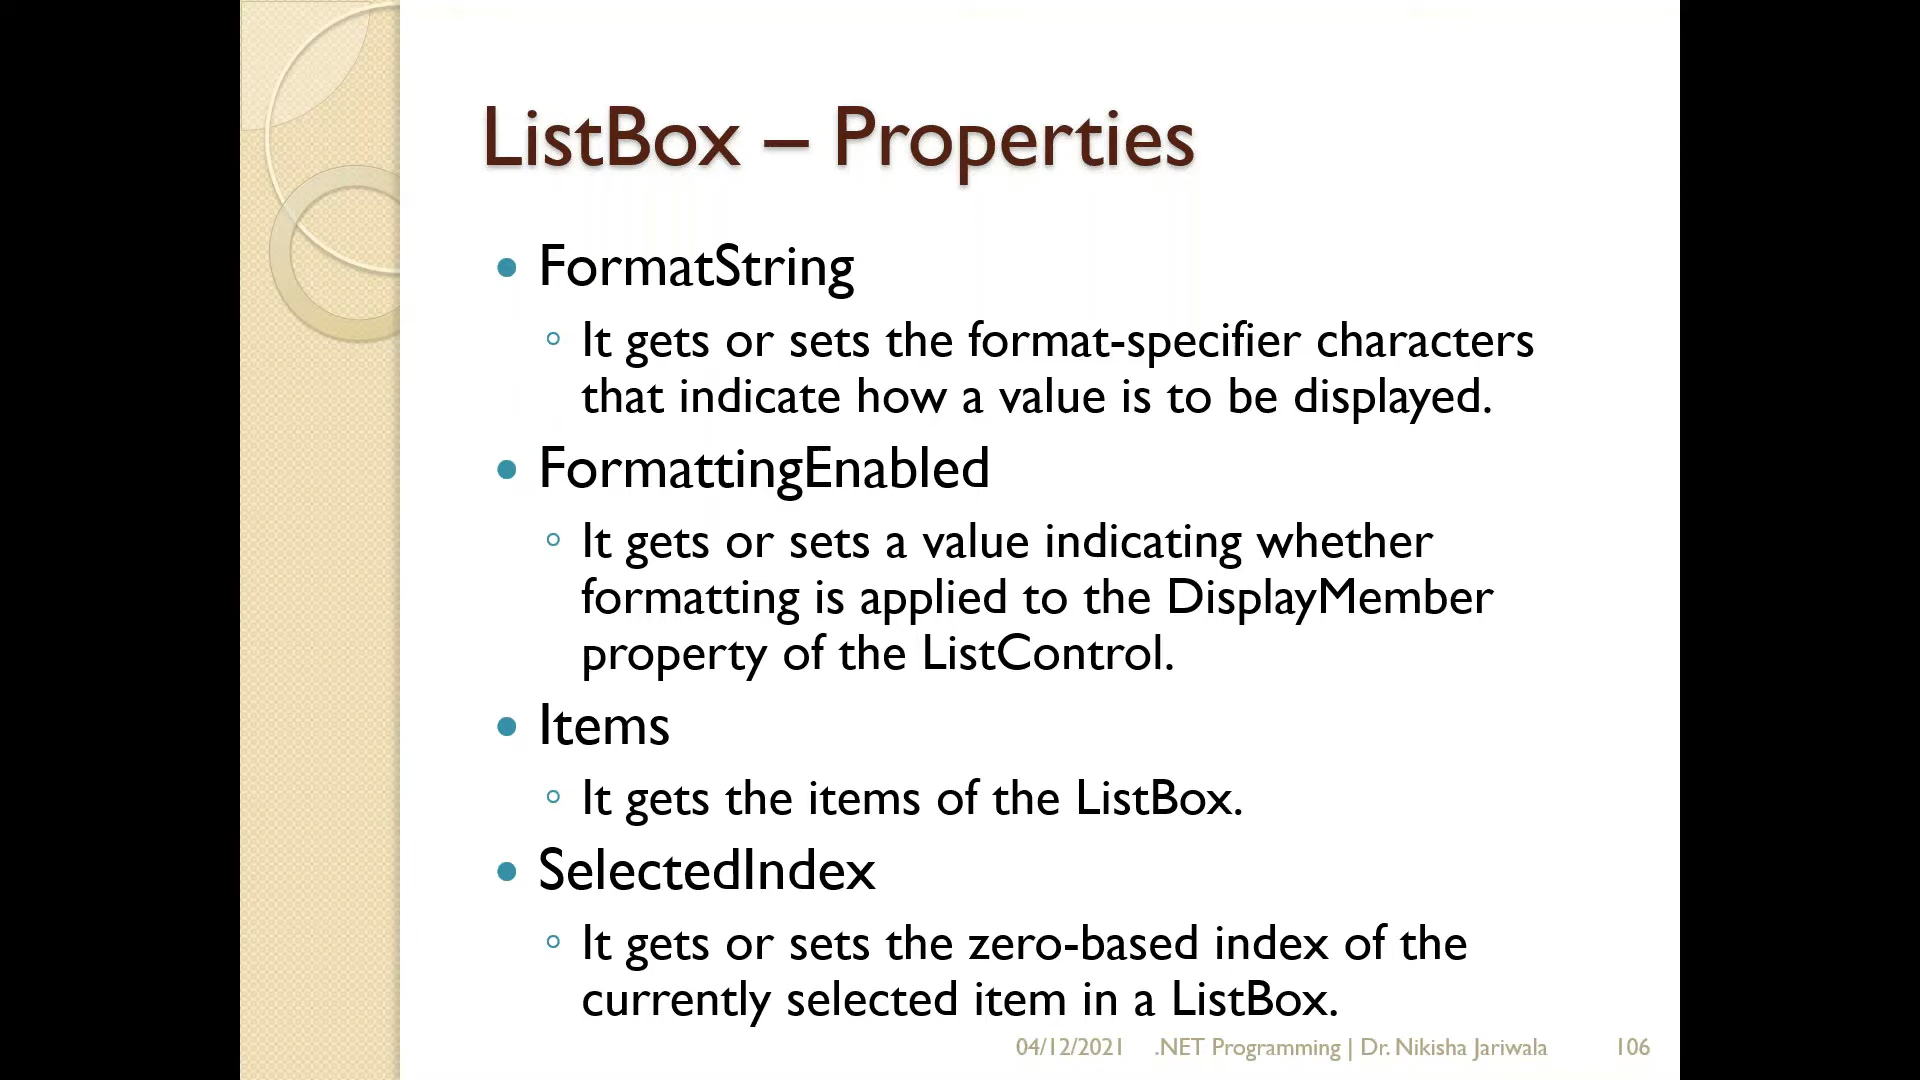 ListBox – Properties
• FormatString
◦ It gets or sets the format-specifier characters
that indicate how a value is to be displayed.
• FormattingEnabled
◦ It gets or sets a value indicating whether
formatting is applied to the DisplayMember
property of the ListControl.
• Items
◦ It gets the items of the ListBox.
• SelectedIndex
◦ It gets or sets the zero-based index of the
currently selected item in a ListBox.
04/12/2021 .NET Programming | Dr. Nikisha Jariwala 106